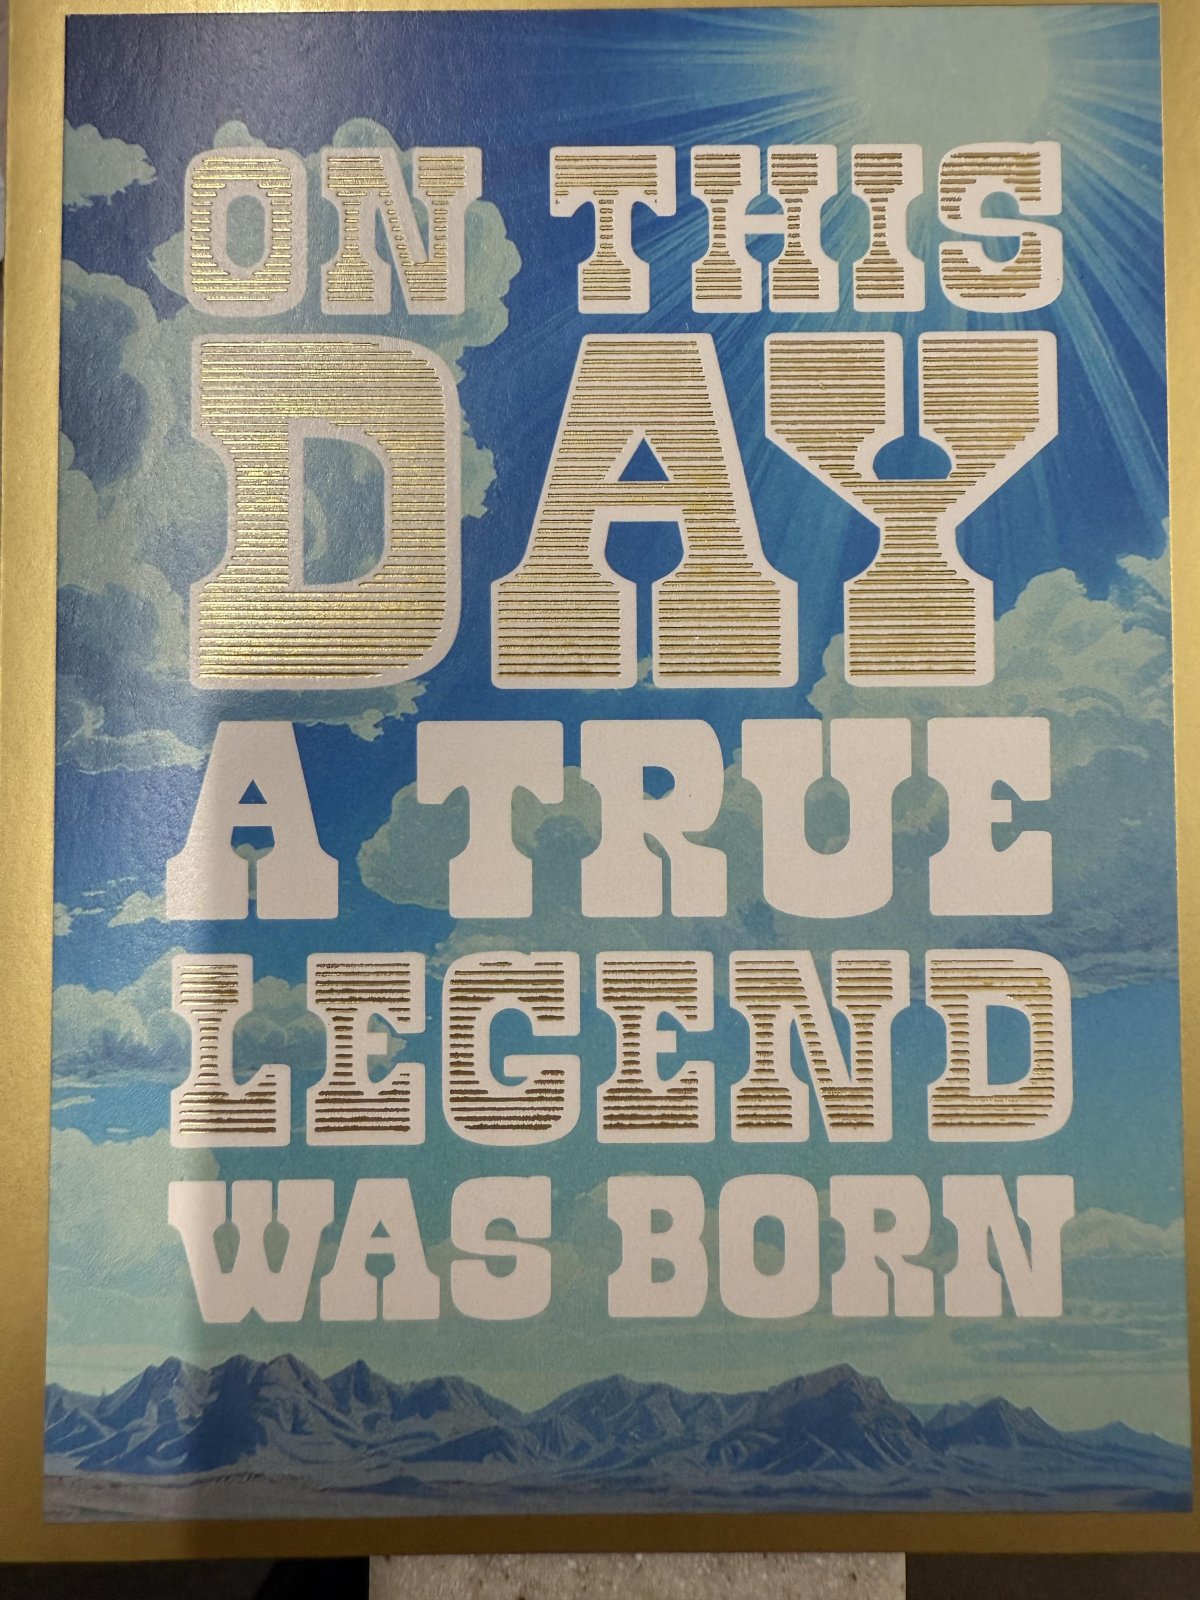 ON THIS
DAY
A TRUE
LEGEND
WAS BORN